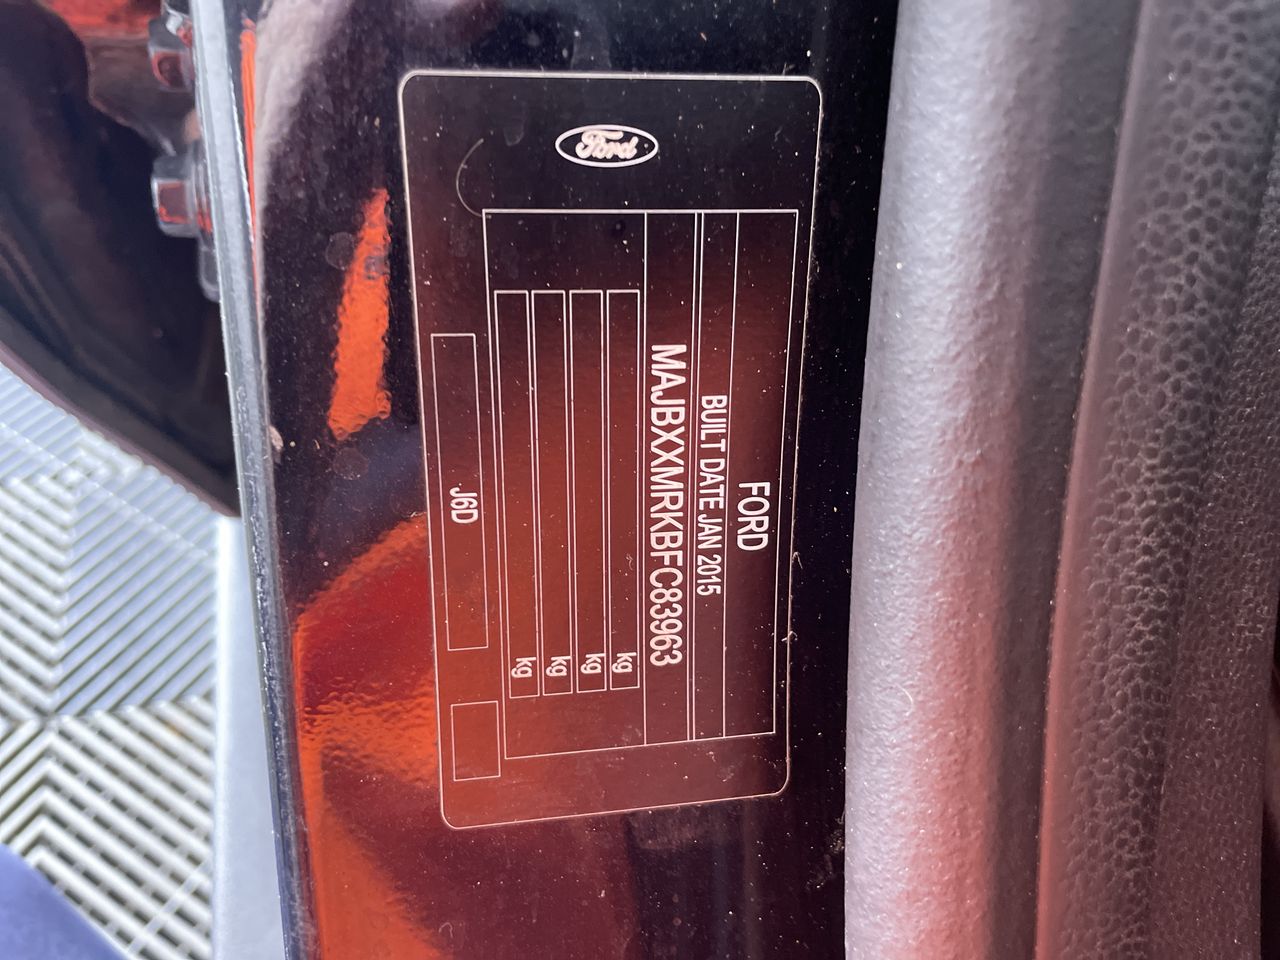 Ford
FORD
BUILT DATE JAN 2015
MAJBXXMRKBFC83963
kg
kg
kg
kg
J6D